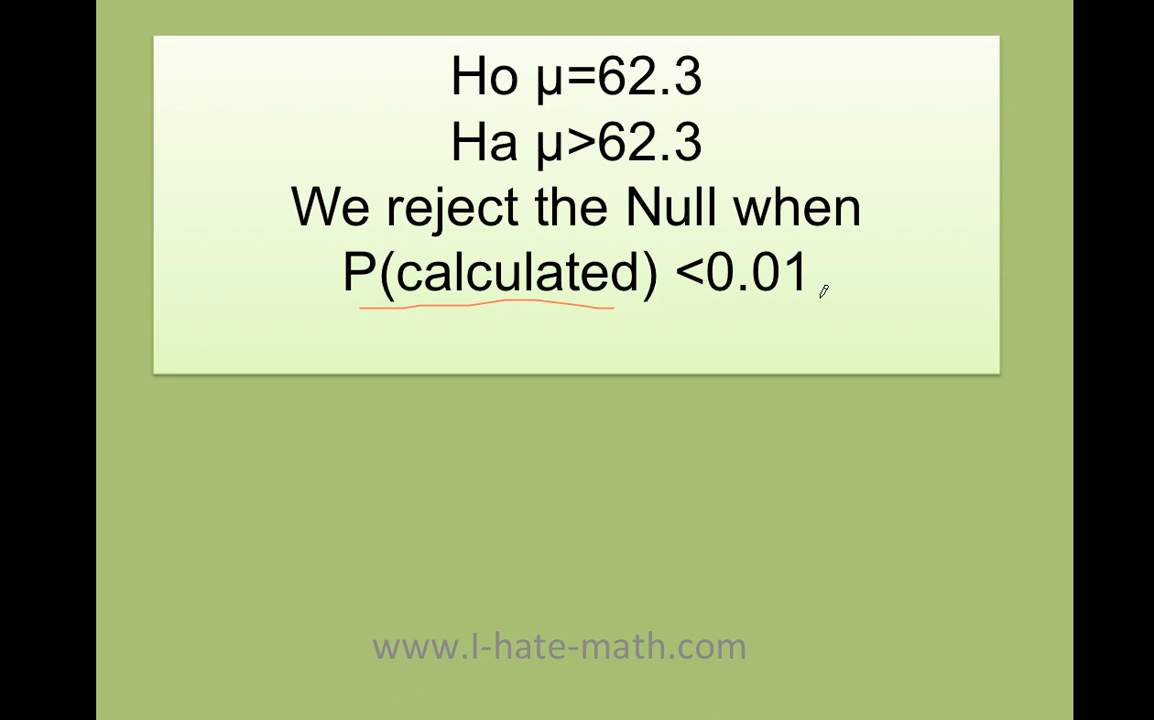 Ho µ=62.3
Ha µ>62.3
We reject the Null when
P(calculated) <0.01
www.I-hate-math.com